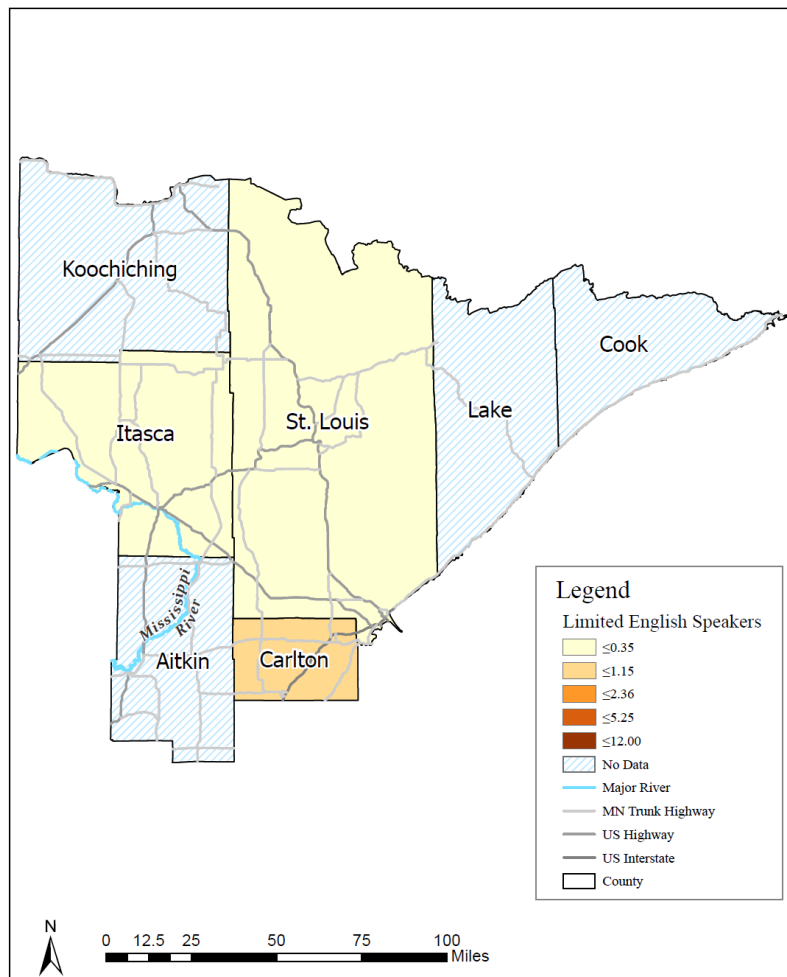 Koochiching
Cook
Lake
St. Louis
Itasca
Mississippi
River
Aitkin
Carlton
Legend
Limited English Speakers
≤0.35
≤1.15
≤2.36
≤5.25
≤12.00
No Data
Major River
MN Trunk Highway
US Highway
US Interstate
County
N
0 12.5 25 50 75 100
Miles